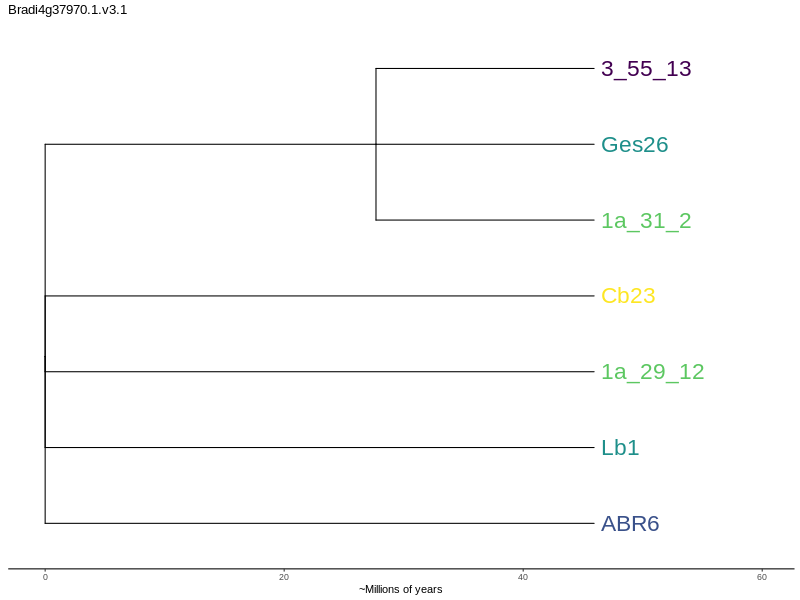 Bradi4g37970.1.v3.1
3_55_13
Ges26
1a_31_2
Cb23
1a_29_12
Lb1
ABR6
0 20 40 60
~Millions of years